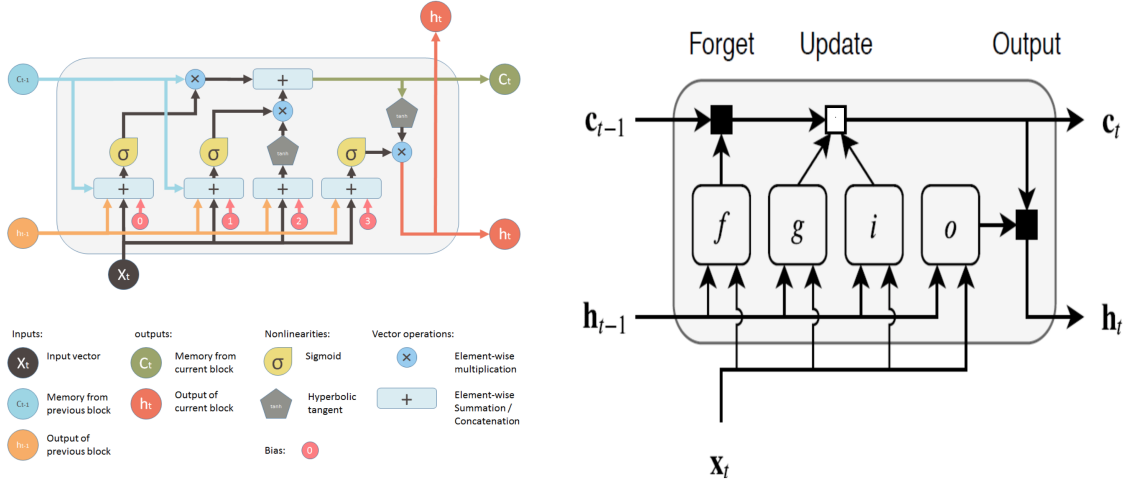 hₜ
Cₜ₋₁
×
+
Cₜ
×
tanh
σ
σ
tanh
σ
×
+
+
+
+
0
1
2
3
hₜ₋₁
hₜ
Xₜ
Inputs:
outputs:
Nonlinearities:
Vector operations:
Xₜ
Input vector
Cₜ
Memory from
current block
σ
Sigmoid
×
Element-wise
multiplication
Cₜ₋₁
Memory from
previous block
hₜ
Output of
current block
tanh
Hyperbolic
tangent
+
Element-wise
Summation /
Concatenation
hₜ₋₁
Output of
previous block
Bias:
0
Forget
Update
Output
cₜ₋₁
cₜ
f
g
i
o
hₜ₋₁
hₜ
xₜ